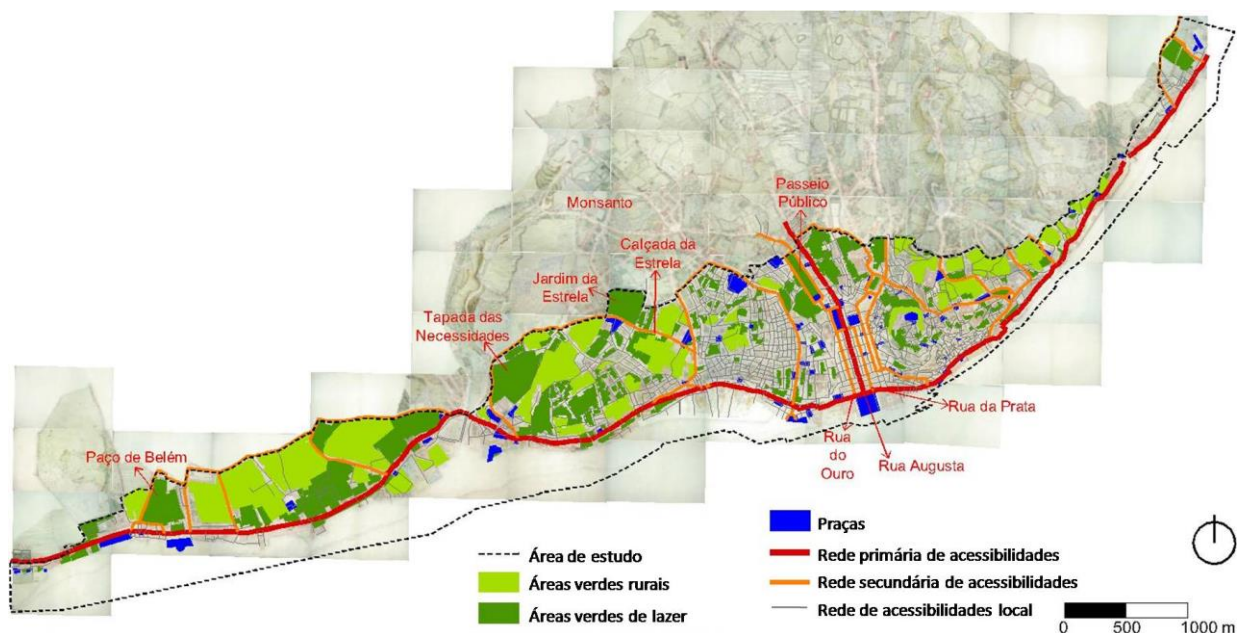 Passeio
Público
Monsanto
Calçada da
Estrela
Jardim da
Estrela
Tapada das
Necessidades
Rua da Prata
Rua
do
Ouro
Rua Augusta
Paço de Belém
Área de estudo
Áreas verdes rurais
Áreas verdes de lazer
Praças
Rede primária de acessibilidades
Rede secundária de acessibilidades
Rede de acessibilidades local
0 500 1000 m